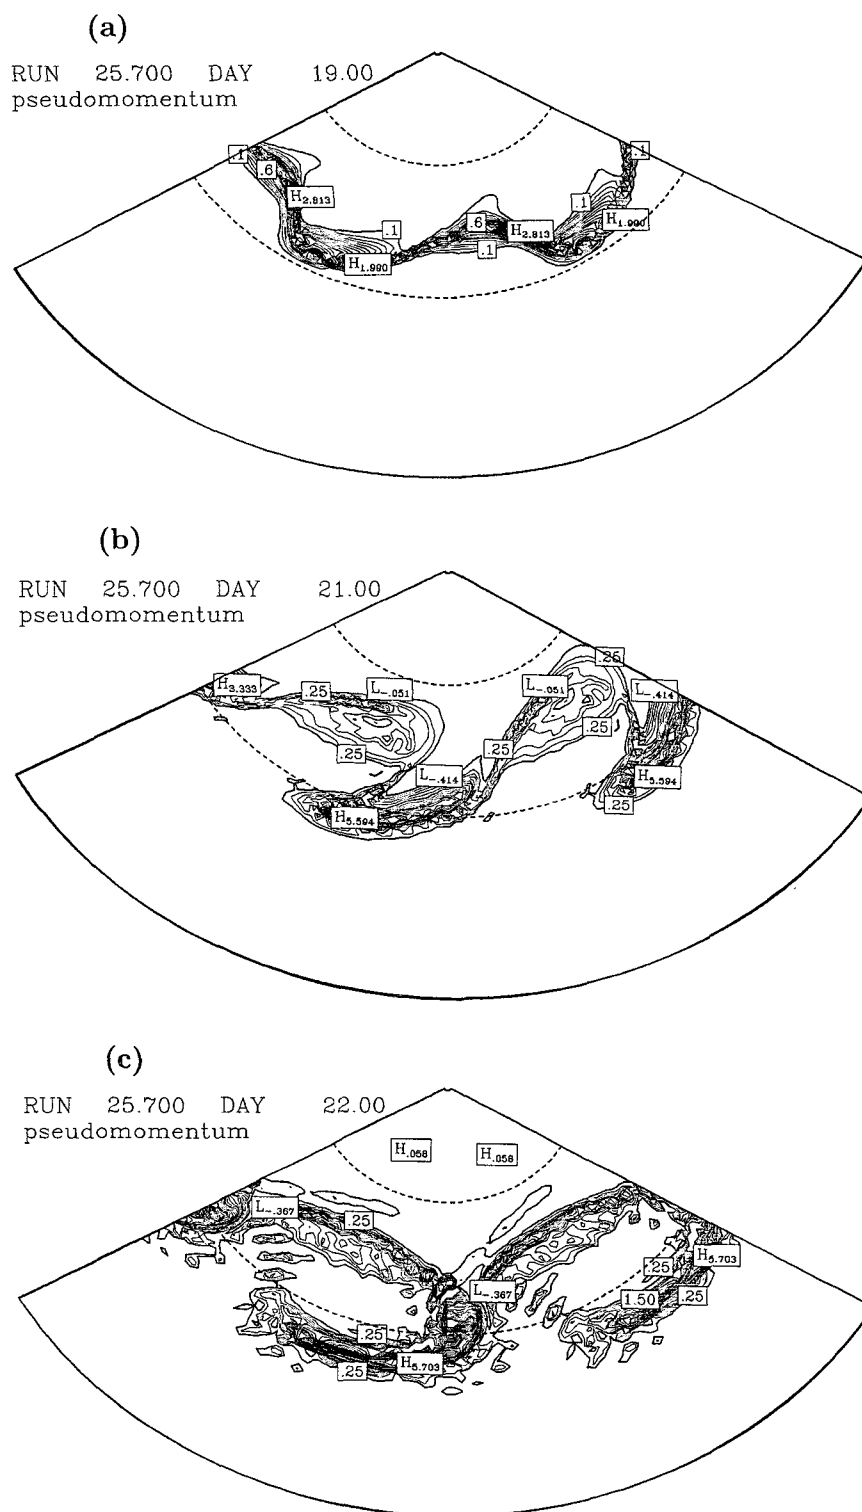 (a)
RUN 25.700 DAY 19.00
pseudomomentum
.1 .1
.6
H2.813
.1
.1 .6 H1.990
H2.813
.1
H1.990
(b)
RUN 25.700 DAY 21.00
pseudomomentum
.25
H3.333 .25 L-.051 L-.051 L-.414
.25 .25 .25
L-.414 H5.594
.25
H5.594
(c)
RUN 25.700 DAY 22.00
pseudomomentum
H.058 H.058
L-.367 .25
H5.703
.25
L-.367 1.50 .25
.25
H5.703
.25